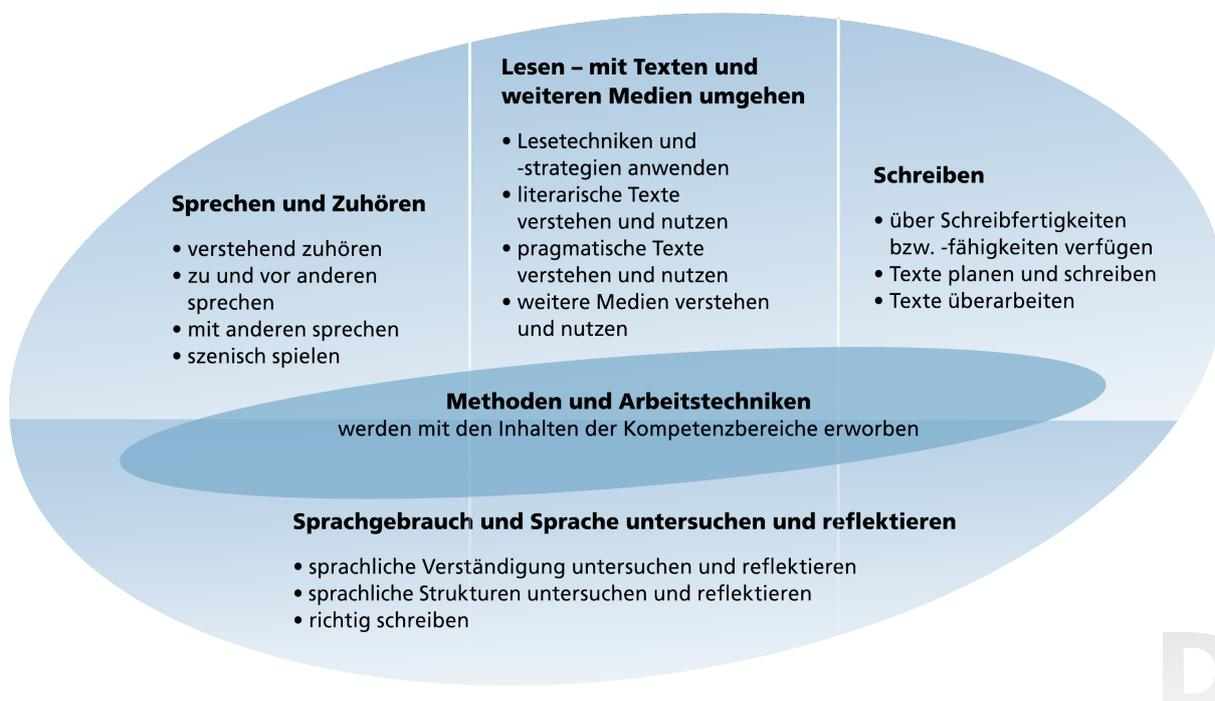 Sprechen und Zuhören
• verstehend zuhören
• zu und vor anderen
sprechen
• mit anderen sprechen
• szenisch spielen
Lesen – mit Texten und
weiteren Medien umgehen
• Lesetechniken und
-strategien anwenden
• literarische Texte
verstehen und nutzen
• pragmatische Texte
verstehen und nutzen
• weitere Medien verstehen
und nutzen
Schreiben
• über Schreibfertigkeiten
bzw. -fähigkeiten verfügen
• Texte planen und schreiben
• Texte überarbeiten
Methoden und Arbeitstechniken
werden mit den Inhalten der Kompetenzbereiche erworben
Sprachgebrauch und Sprache untersuchen und reflektieren
• sprachliche Verständigung untersuchen und reflektieren
• sprachliche Strukturen untersuchen und reflektieren
• richtig schreiben
D